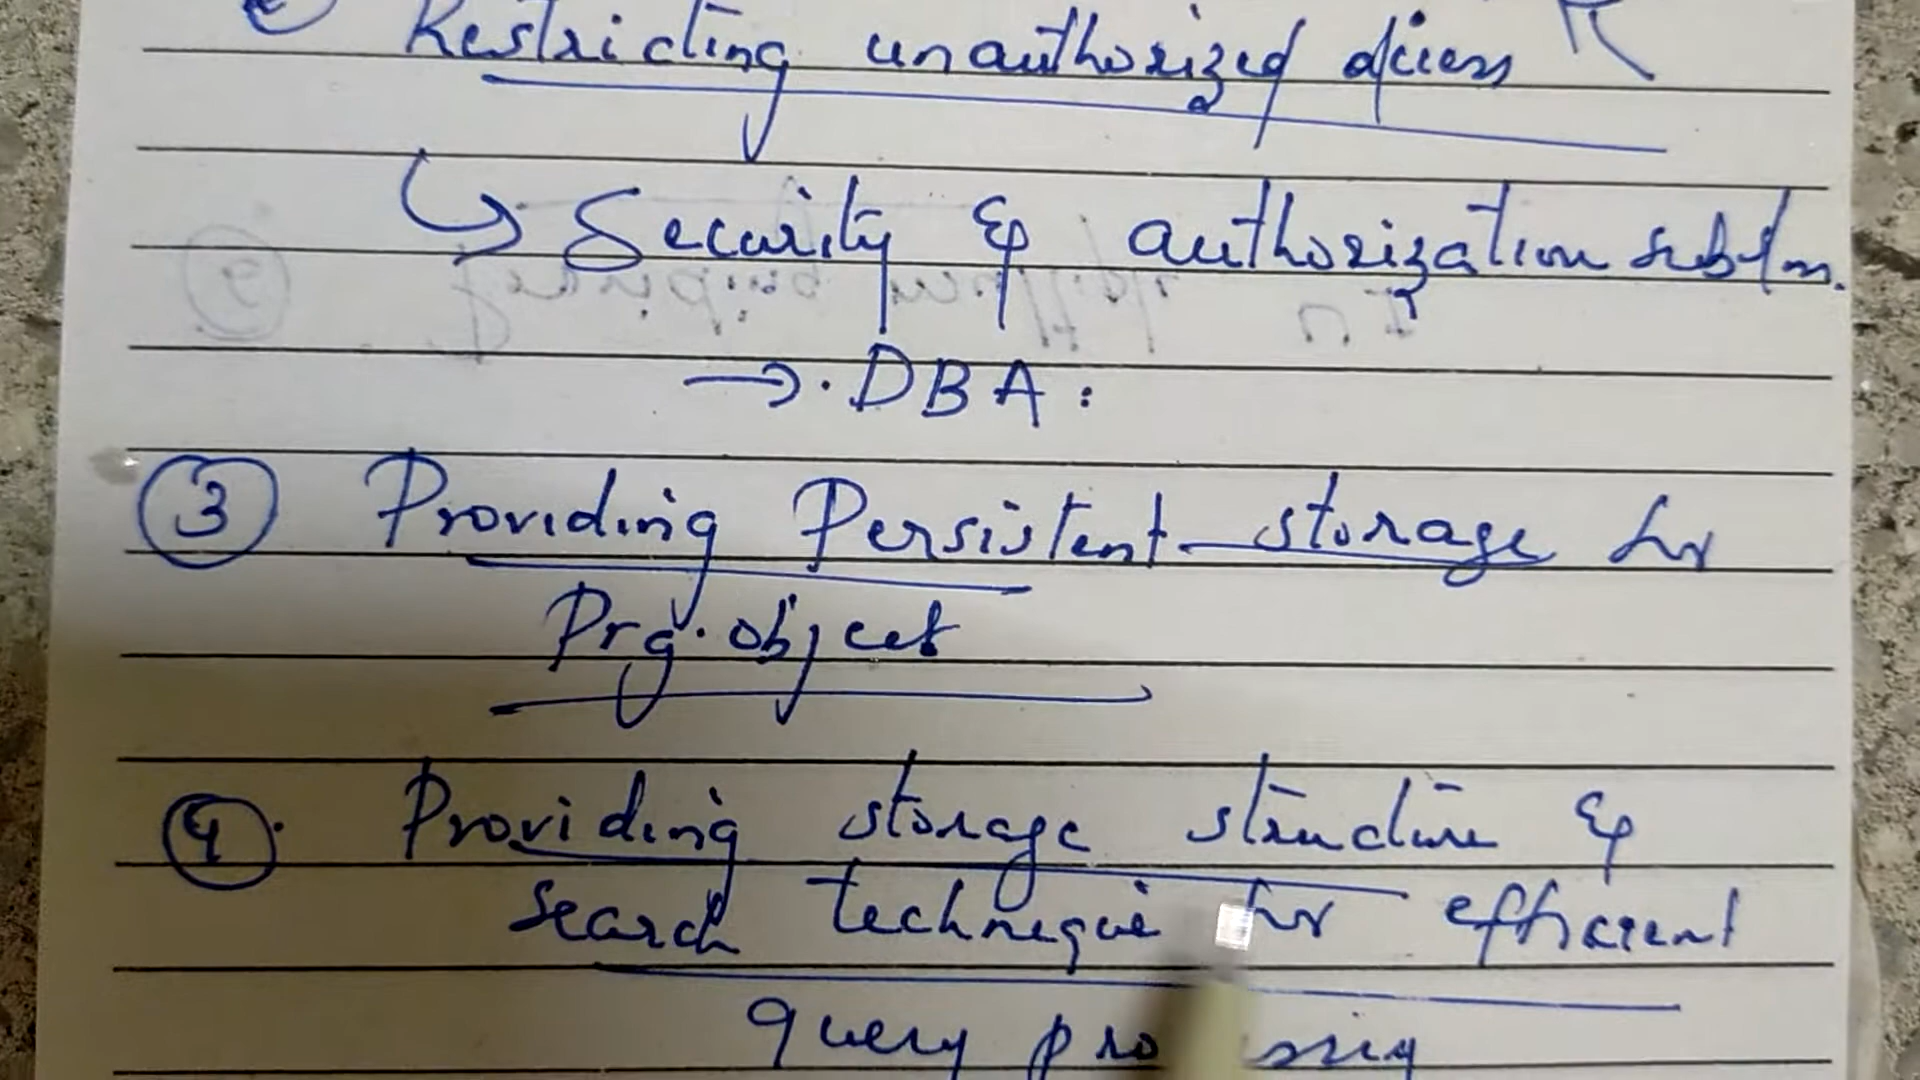 Restricting unauthorized access
↳ Security & authorization subsm.
→ . DBA :
③ Providing Persistent storage for
Prg. object
④. Providing storage structure &
search technique for efficient
query